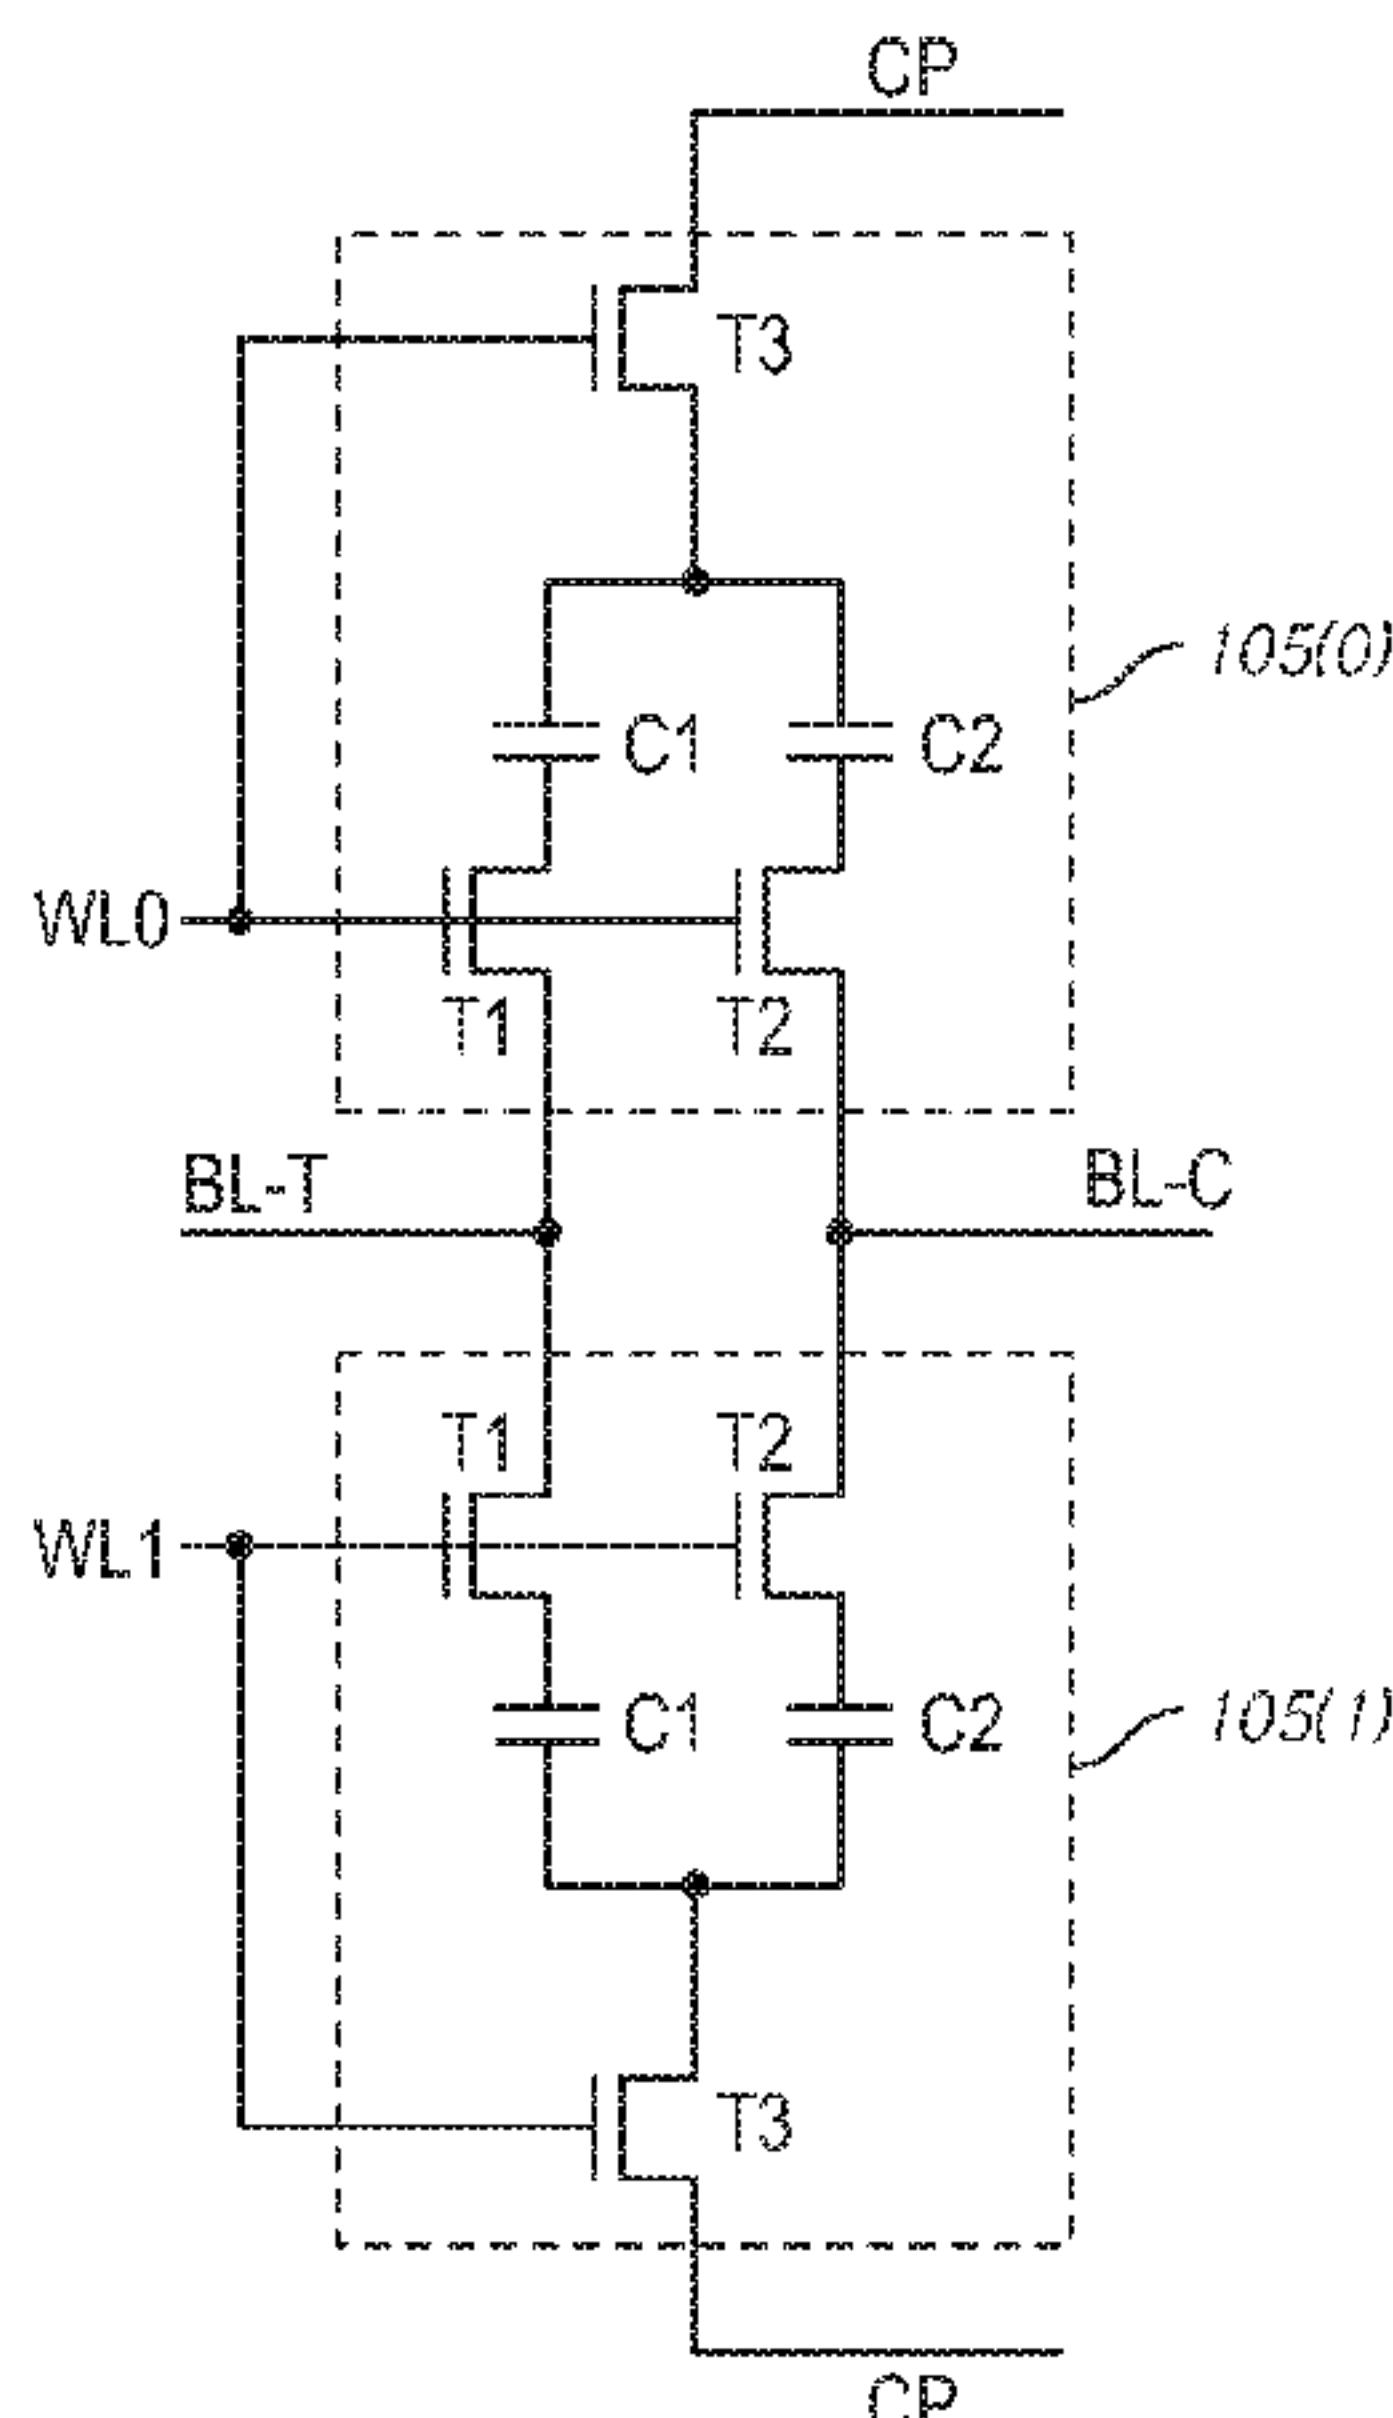 CP
T3
105(0)
C1 C2
WL0
T1 T2
BL-T BL-C
T1 T2
WL1
C1 C2
105(1)
T3
CP